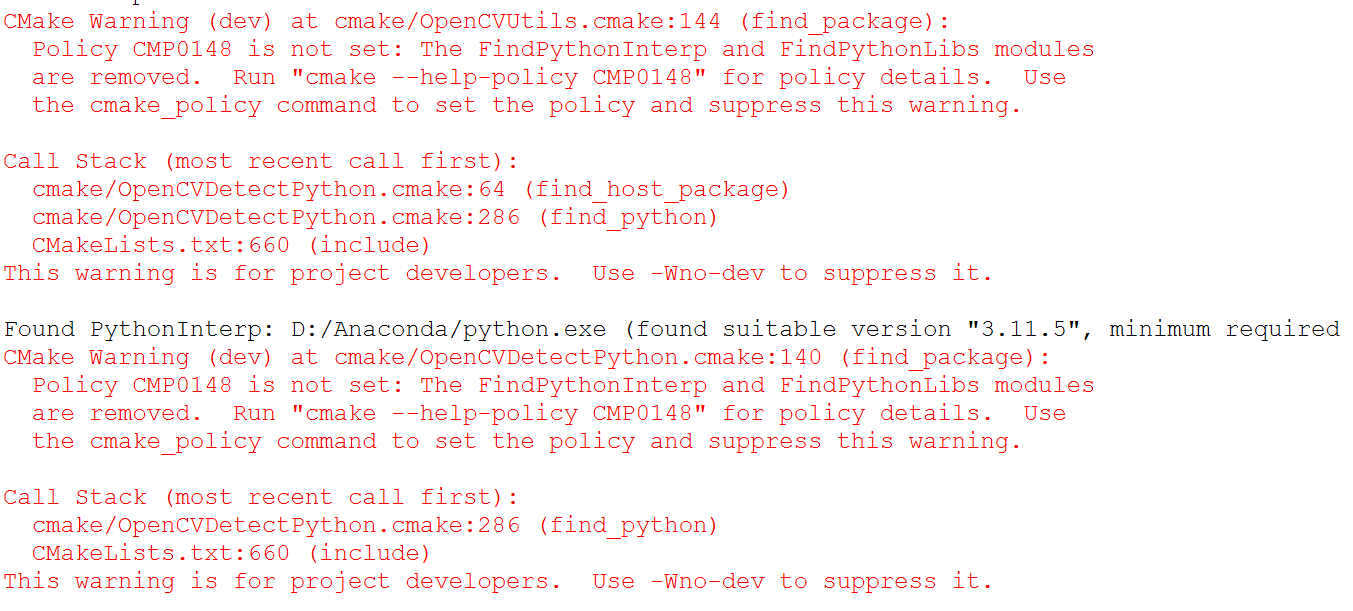 CMake Warning (dev) at cmake/OpenCVUtils.cmake:144 (find_package):
  Policy CMP0148 is not set: The FindPythonInterp and FindPythonLibs modules
  are removed.  Run "cmake --help-policy CMP0148" for policy details.  Use
  the cmake_policy command to set the policy and suppress this warning.

Call Stack (most recent call first):
  cmake/OpenCVDetectPython.cmake:64 (find_host_package)
  cmake/OpenCVDetectPython.cmake:286 (find_python)
  CMakeLists.txt:660 (include)
This warning is for project developers.  Use -Wno-dev to suppress it.

Found PythonInterp: D:/Anaconda/python.exe (found suitable version "3.11.5", minimum required
CMake Warning (dev) at cmake/OpenCVDetectPython.cmake:140 (find_package):
  Policy CMP0148 is not set: The FindPythonInterp and FindPythonLibs modules
  are removed.  Run "cmake --help-policy CMP0148" for policy details.  Use
  the cmake_policy command to set the policy and suppress this warning.

Call Stack (most recent call first):
  cmake/OpenCVDetectPython.cmake:286 (find_python)
  CMakeLists.txt:660 (include)
This warning is for project developers.  Use -Wno-dev to suppress it.